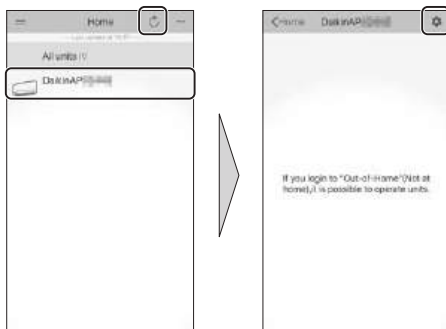 Home
All units
DaikinAP
Home
DaikinAP
If you login to "Out-of-Home"(Not at
home), it is possible to operate units.